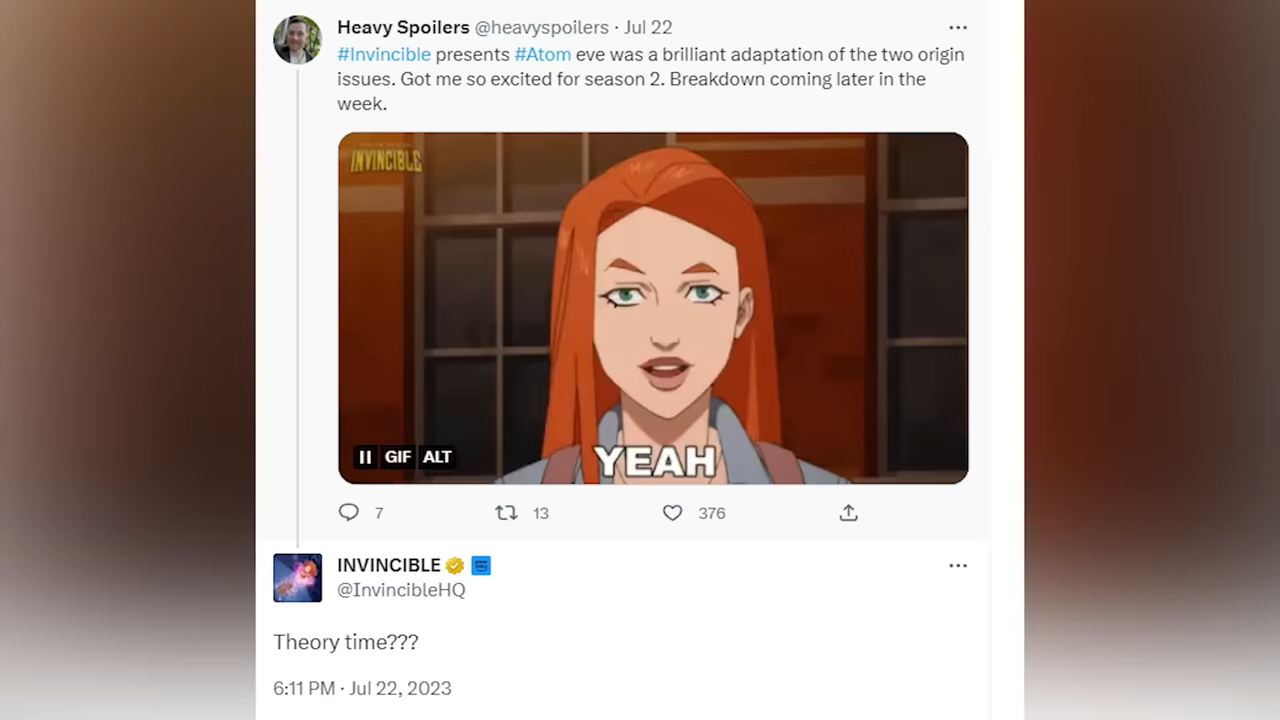 Heavy Spoilers @heavyspoilers · Jul 22
#Invincible presents #Atom eve was a brilliant adaptation of the two origin
issues. Got me so excited for season 2. Breakdown coming later in the
week.
INVINCIBLE
YEAH
GIF ALT
7 13 376
INVINCIBLE
@InvincibleHQ
Theory time???
6:11 PM · Jul 22, 2023